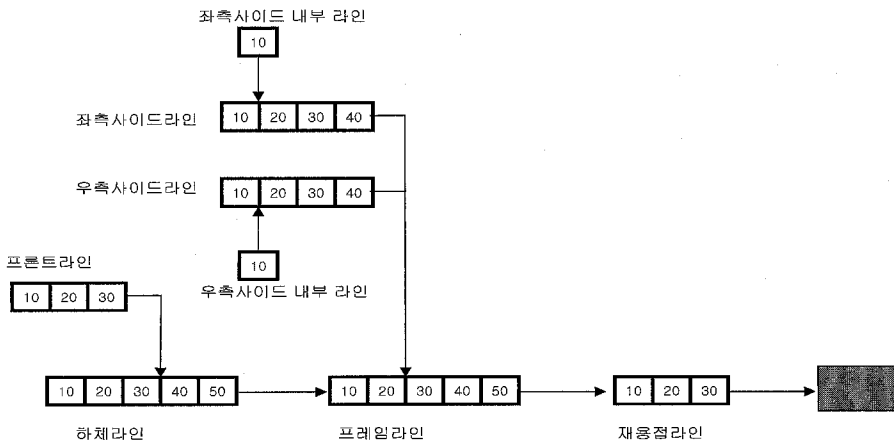 좌측사이드 내부 라인
10
좌측사이드라인
10 20 30 40
우측사이드라인
10 20 30 40
10
우측사이드 내부 라인
프론트라인
10 20 30
10 20 30 40 50
하체라인
10 20 30 40 50
프레임라인
10 20 30
재용접라인